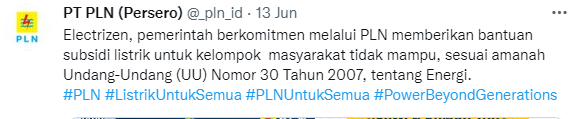 PT PLN (Persero) @_pln_id · 13 Jun
PLN
Electrizen, pemerintah berkomitmen melalui PLN memberikan bantuan
subsidi listrik untuk kelompok masyarakat tidak mampu, sesuai amanah
Undang-Undang (UU) Nomor 30 Tahun 2007, tentang Energi.
#PLN #ListrikUntukSemua #PLNUntukSemua #PowerBeyondGenerations